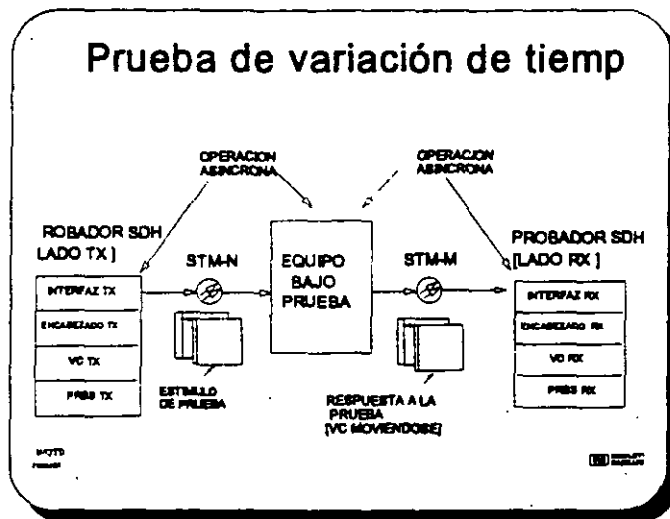 Prueba de variación de tiemp
OPERACION
ASINCRONA
OPERACION
ASINCRONA
ROBADOR SDH
LADO TX ]
STM-N
EQUIPO
BAJO
PRUEBA
STM-M
PROBADOR SDH
[LADO RX ]
INTERFAZ TX
ENCABEZADO TX
VC TX
PRBS TX
INTERFAZ RX
ENCABEZADO RX
VC RX
PRBS RX
ESTIMULO
DE PRUEBA
RESPUESTA A LA
PRUEBA
[VC MOVIENDOSE]